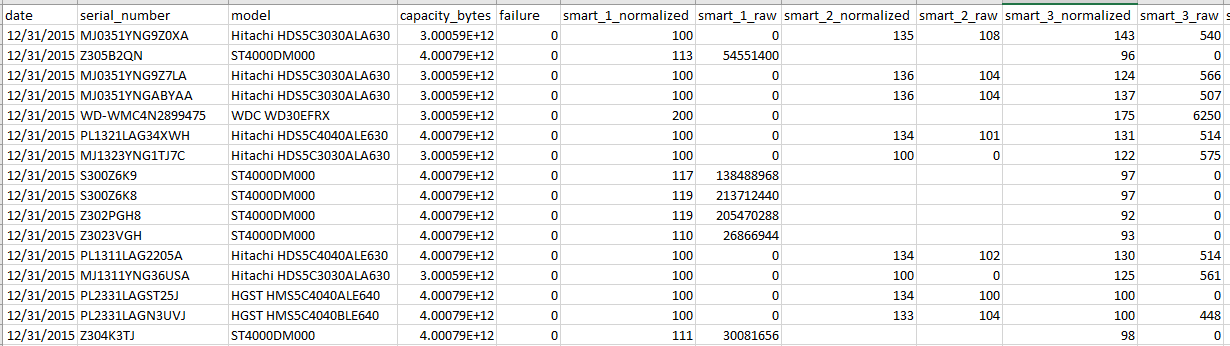 date serial_number model capacity_bytes failure smart_1_normalized smart_1_raw smart_2_normalized smart_2_raw smart_3_normalized smart_3_raw
12/31/2015 MJ0351YNG9Z0XA Hitachi HDS5C3030ALA630 3.00059E+12 0 100 0 135 108 143 540
12/31/2015 Z305B2QN ST4000DM000 4.00079E+12 0 113 54551400 96 0
12/31/2015 MJ0351YNG9Z7LA Hitachi HDS5C3030ALA630 3.00059E+12 0 100 0 136 104 124 566
12/31/2015 MJ0351YNGABYAA Hitachi HDS5C3030ALA630 3.00059E+12 0 100 0 136 104 137 507
12/31/2015 WD-WMC4N2899475 WDC WD30EFRX 3.00059E+12 0 200 0 175 6250
12/31/2015 PL1321LAG34XWH Hitachi HDS5C4040ALE630 4.00079E+12 0 100 0 134 101 131 514
12/31/2015 MJ1323YNG1TJ7C Hitachi HDS5C3030ALA630 3.00059E+12 0 100 0 100 0 122 575
12/31/2015 S300Z6K9 ST4000DM000 4.00079E+12 0 117 138488968 97 0
12/31/2015 S300Z6K8 ST4000DM000 4.00079E+12 0 119 213712440 97 0
12/31/2015 Z302PGH8 ST4000DM000 4.00079E+12 0 119 205470288 92 0
12/31/2015 Z3023VGH ST4000DM000 4.00079E+12 0 110 26866944 93 0
12/31/2015 PL1311LAG2205A Hitachi HDS5C4040ALE630 4.00079E+12 0 100 0 134 102 130 514
12/31/2015 MJ1311YNG36USA Hitachi HDS5C3030ALA630 3.00059E+12 0 100 0 100 0 125 561
12/31/2015 PL2331LAGST25J HGST HMS5C4040ALE640 4.00079E+12 0 100 0 134 100 100 0
12/31/2015 PL2331LAGN3UVJ HGST HMS5C4040BLE640 4.00079E+12 0 100 0 133 104 100 448
12/31/2015 Z304K3TJ ST4000DM000 4.00079E+12 0 111 30081656 98 0